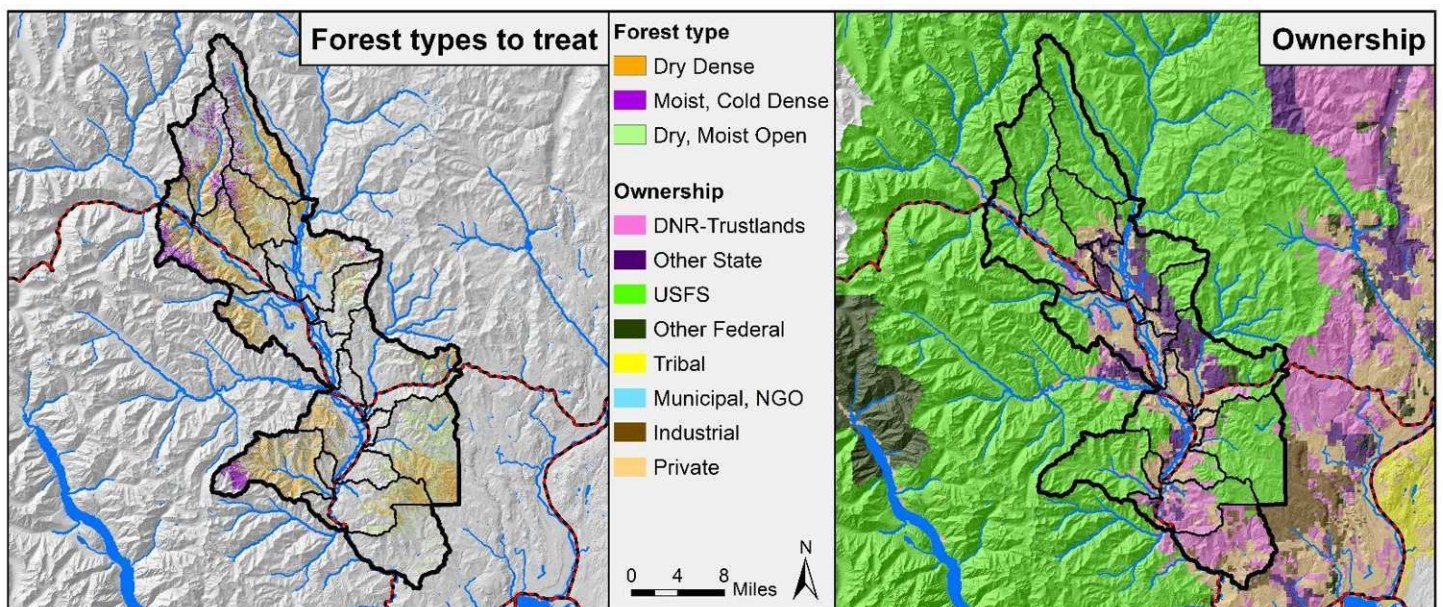 Forest types to treat
Forest type
Dry Dense
Moist, Cold Dense
Dry, Moist Open
Ownership
DNR-Trustlands
Other State
USFS
Other Federal
Tribal
Municipal, NGO
Industrial
Private
N
0 4 8 Miles
Ownership